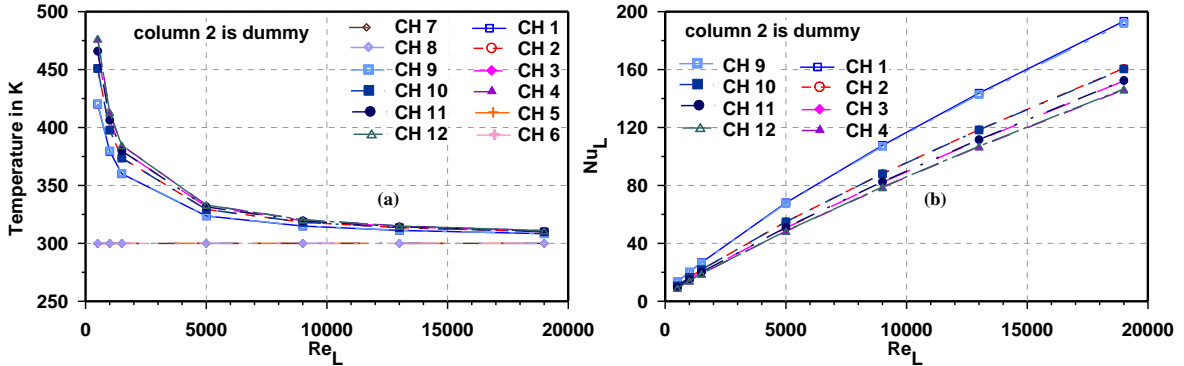 column 2 is dummy
CH 7
CH 8
CH 9
CH 10
CH 11
CH 12
CH 1
CH 2
CH 3
CH 4
CH 5
CH 6
(a)
Temperature in K
500
450
400
350
300
250
0
5000
10000
15000
20000
Re_L
column 2 is dummy
CH 9
CH 10
CH 11
CH 12
CH 1
CH 2
CH 3
CH 4
(b)
Nu_L
200
160
120
80
40
0
0
5000
10000
15000
20000
Re_L